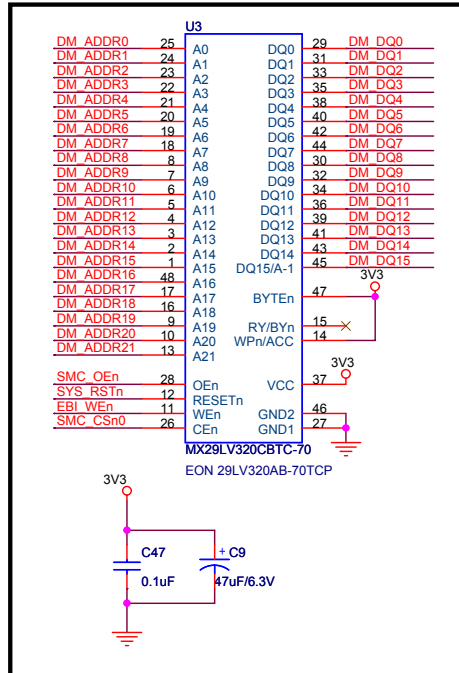 U3
DM_ADDR0 25 A0 DQ0 29 DM_DQ0
DM_ADDR1 24 A1 DQ1 31 DM_DQ1
DM_ADDR2 23 A2 DQ2 33 DM_DQ2
DM_ADDR3 22 A3 DQ3 35 DM_DQ3
DM_ADDR4 21 A4 DQ4 38 DM_DQ4
DM_ADDR5 20 A5 DQ5 40 DM_DQ5
DM_ADDR6 19 A6 DQ6 42 DM_DQ6
DM_ADDR7 18 A7 DQ7 44 DM_DQ7
DM_ADDR8 8 A8 DQ8 30 DM_DQ8
DM_ADDR9 7 A9 DQ9 32 DM_DQ9
DM_ADDR10 6 A10 DQ10 34 DM_DQ10
DM_ADDR11 5 A11 DQ11 36 DM_DQ11
DM_ADDR12 4 A12 DQ12 39 DM_DQ12
DM_ADDR13 3 A13 DQ13 41 DM_DQ13
DM_ADDR14 2 A14 DQ14 43 DM_DQ14
DM_ADDR15 1 A15 DQ15/A-1 45 DM_DQ15
DM_ADDR16 48 A16 3V3
DM_ADDR17 17 A17 BYTEn 47
DM_ADDR18 16 A18
DM_ADDR19 9 A19 RY/BYn 15
DM_ADDR20 10 A20 WPn/ACC 14
DM_ADDR21 13 A21
3V3
SMC_OEn 28 OEn VCC 37
SYS_RSTn 12 RESETn
EBI_WEn 11 WEn GND2 46
SMC_CSn0 26 CEn GND1 27
MX29LV320CBTC-70
EON 29LV320AB-70TCP
3V3
C47 + C9
0.1uF 47uF/6.3V